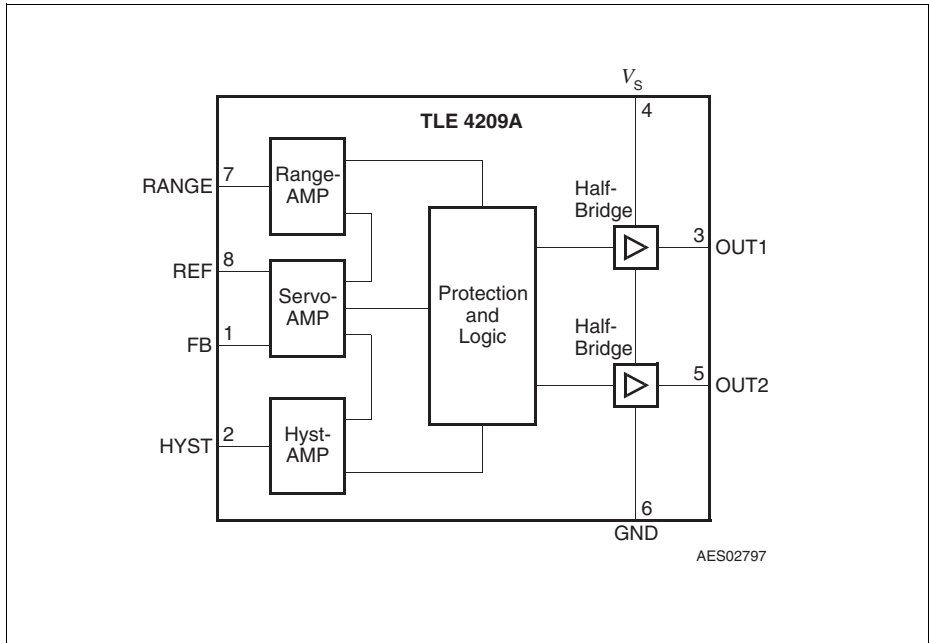 VS
4
TLE 4209A
RANGE
7
Range-
AMP
Half-
Bridge
3
OUT1
REF
8
Servo-
AMP
Protection
and
Logic
FB
1
Half-
Bridge
5
OUT2
HYST
2
Hyst-
AMP
6
GND
AES02797